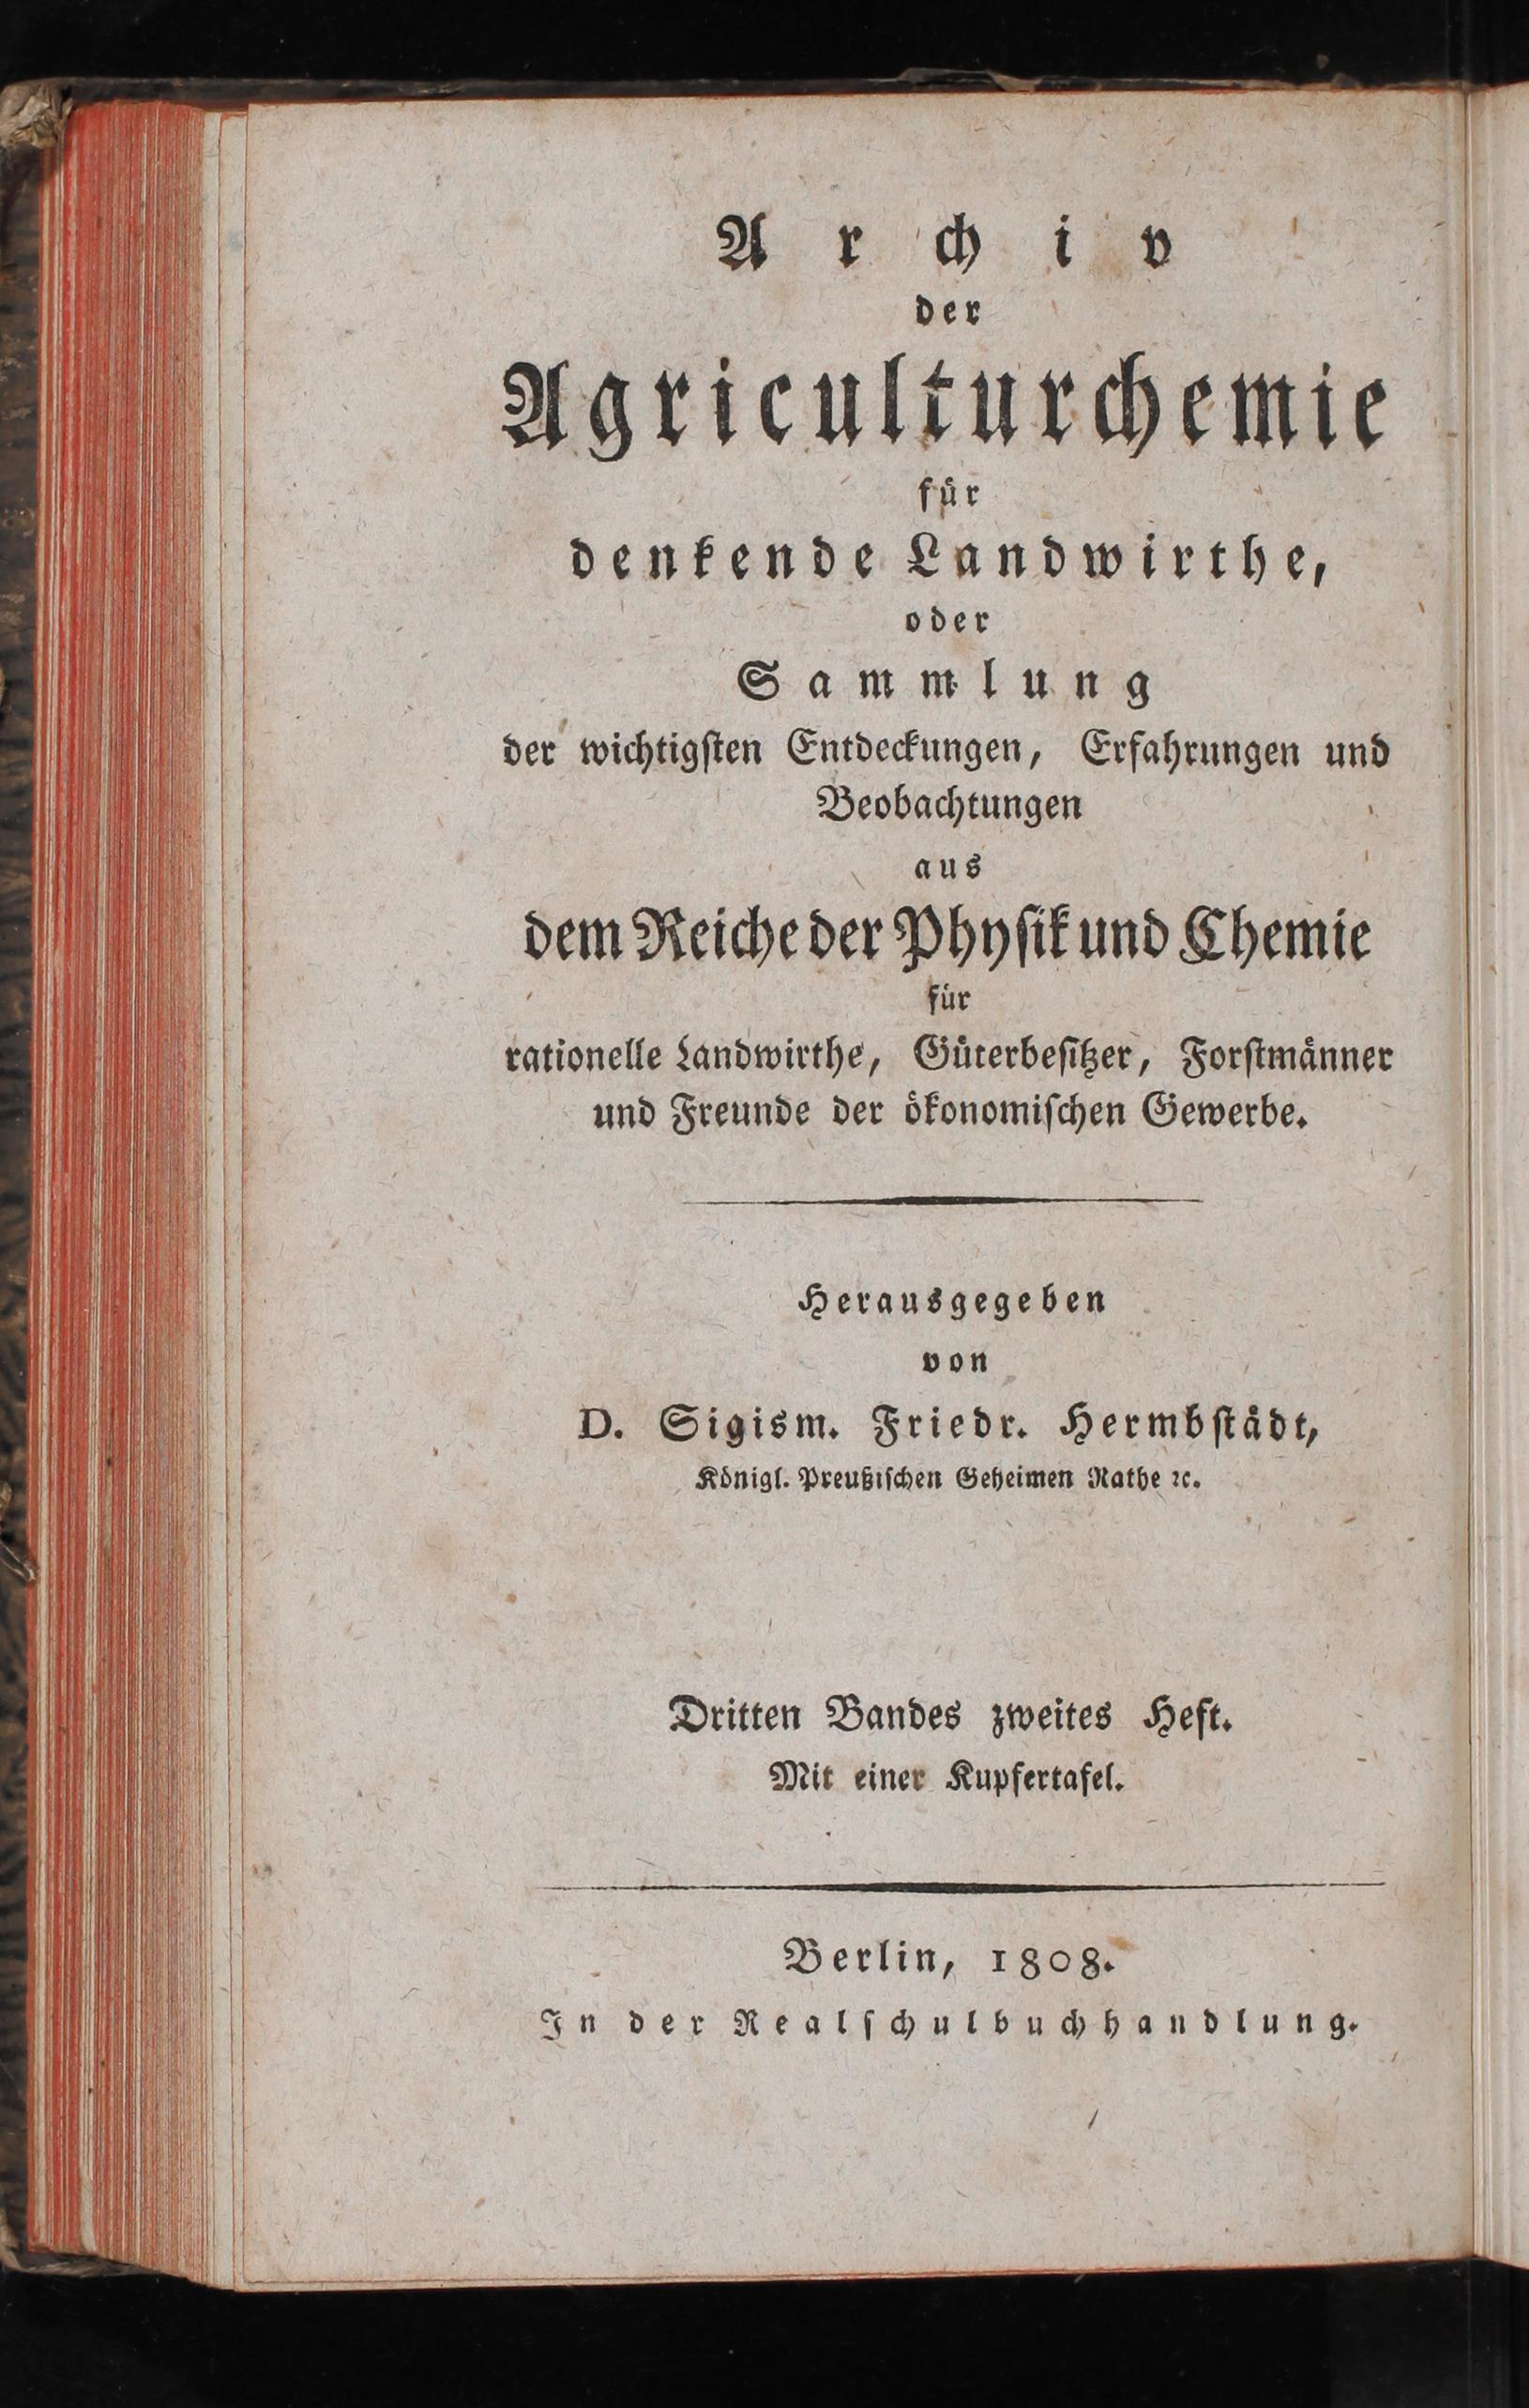 Archiv
der
Agriculturchemie
für
denkende Landwirthe,
oder
Sammlung
der wichtigſten Entdeckungen, Erfahrungen und
Beobachtungen
aus
dem Reiche der Phyſik und Chemie
für
rationelle Landwirthe, Güterbeſitzer, Forſtmänner
und Freunde der ökonomiſchen Gewerbe.
Herausgegeben
von
D. Sigism. Friedr. Hermbſtädt,
Königl. Preußiſchen Geheimen Rathe ꝛc.
Dritten Bandes zweites Heft.
Mit einer Kupfertafel.
Berlin, 1808.
In der Realſchulbuchhandlung.